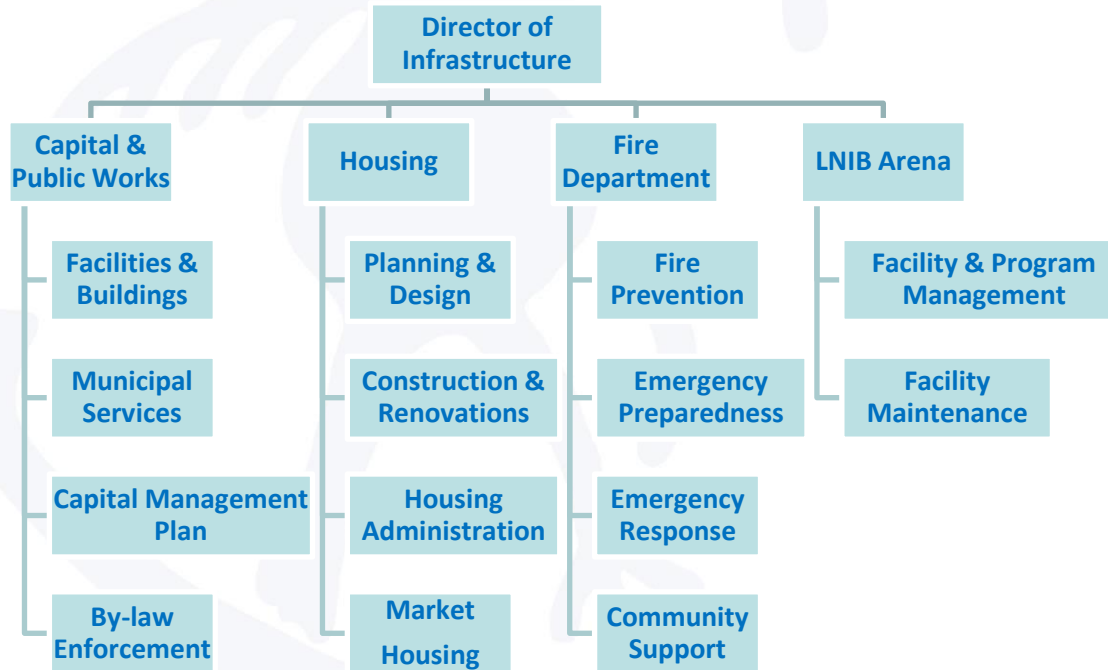 Director of
Infrastructure
Capital &
Public Works
Housing
Fire
Department
LNIB Arena
Facilities &
Buildings
Planning &
Design
Fire
Prevention
Facility & Program
Management
Municipal
Services
Construction &
Renovations
Emergency
Preparedness
Facility
Maintenance
Capital Management
Plan
Housing
Administration
Emergency
Response
By-law
Enforcement
Market
Housing
Community
Support